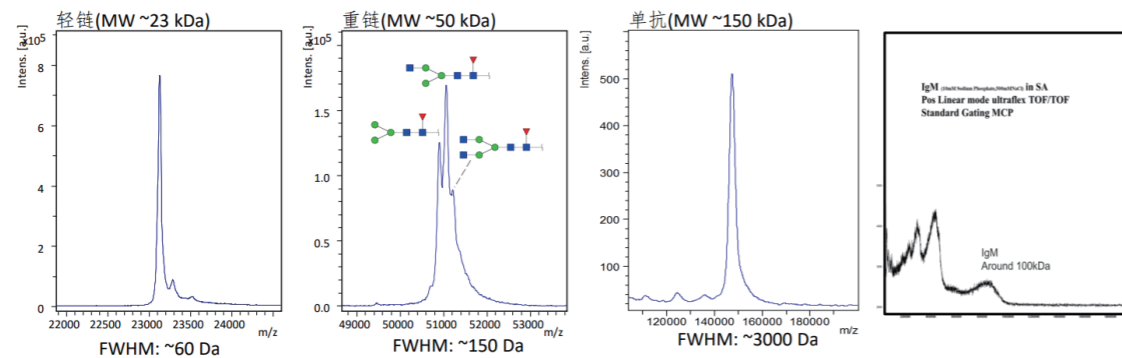 轻链(MW ~23 kDa)
Intens. [a.u.]
x10⁵
8
6
4
2
0
22000 22500 23000 23500 24000
m/z
FWHM: ~60 Da
重链(MW ~50 kDa)
Intens. [a.u.]
x10⁵
1.5
1.0
0.5
0.0
49000 50000 51000 52000 53000
m/z
FWHM: ~150 Da
单抗(MW ~150 kDa)
Intens. [a.u.]
500
400
300
200
100
120000 140000 160000 180000
m/z
FWHM: ~3000 Da
IgM (10mM Sodium Phosphate,500mMNaCl) in SA
Pos Linear mode ultraflex TOF/TOF
Standard Gating MCP
IgM
Around 100kDa